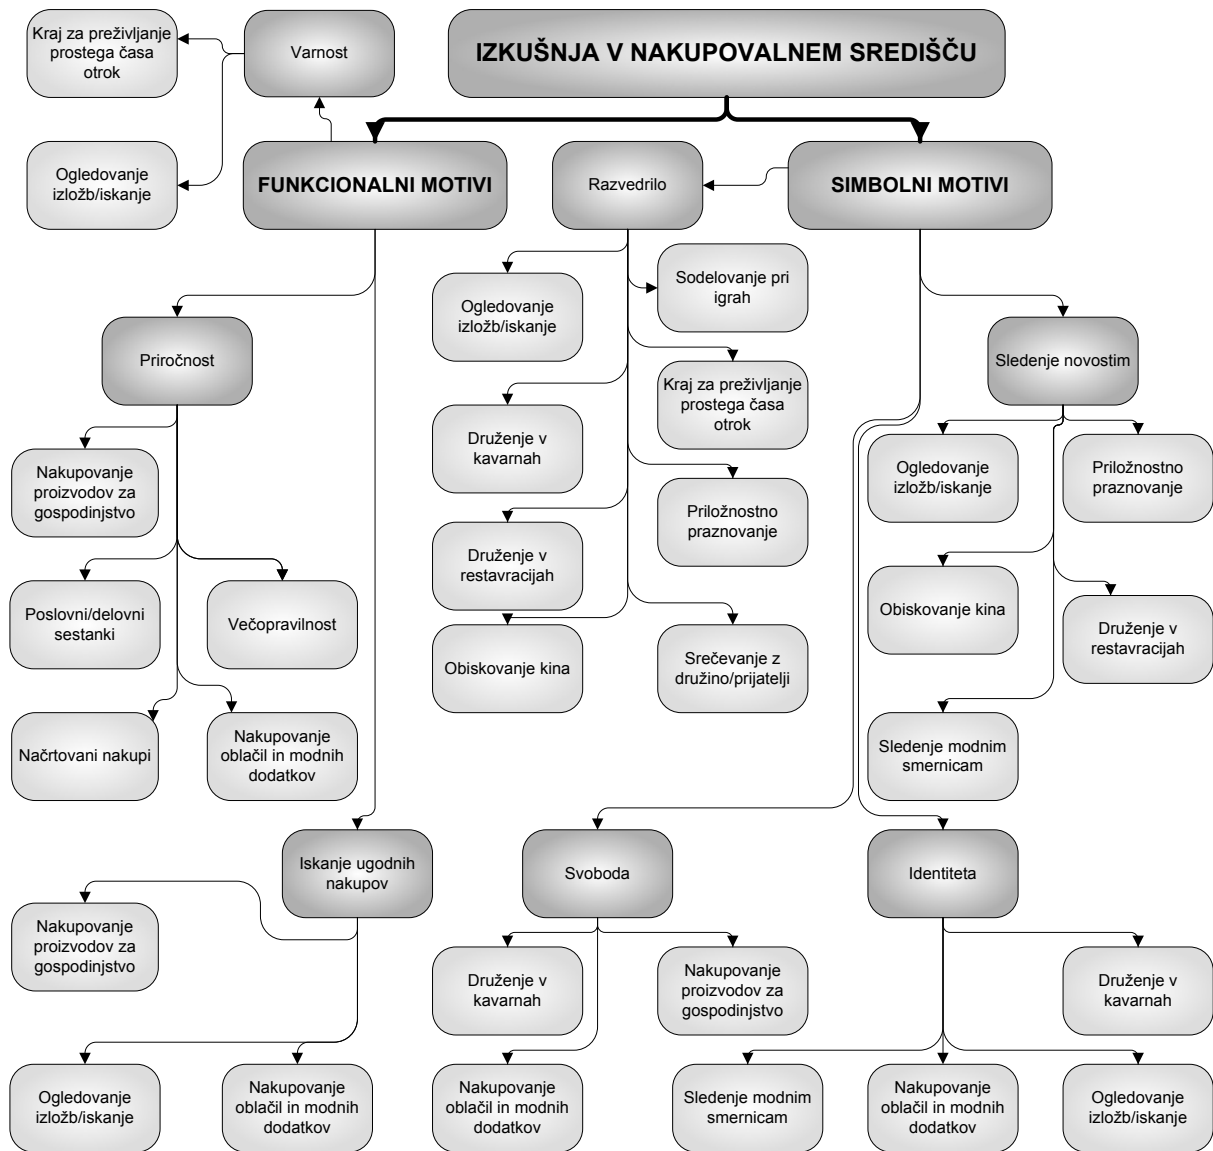 IZKUŠNJA V NAKUPOVALNEM SREDIŠČU
Kraj za preživljanje
prostega časa
otrok
Varnost
Ogledovanje
izložb/iskanje
FUNKCIONALNI MOTIVI
Razvedrilo
SIMBOLNI MOTIVI
Ogledovanje
izložb/iskanje
Sodelovanje pri
igrah
Priročnost
Sledenje novostim
Kraj za preživljanje
prostega časa
otrok
Druženje v
kavarnah
Nakupovanje
proizvodov za
gospodinjstvo
Ogledovanje
izložb/iskanje
Priložnostno
praznovanje
Priložnostno
praznovanje
Druženje v
restavracijah
Poslovni/delovni
sestanki
Večopravilnost
Obiskovanje kina
Druženje v
restavracijah
Obiskovanje kina
Srečevanje z
družino/prijatelji
Načrtovani nakupi
Nakupovanje
oblačil in modnih
dodatkov
Sledenje modnim
smernicam
Iskanje ugodnih
nakupov
Svoboda
Identiteta
Nakupovanje
proizvodov za
gospodinjstvo
Druženje v
kavarnah
Nakupovanje
proizvodov za
gospodinjstvo
Druženje v
kavarnah
Ogledovanje
izložb/iskanje
Nakupovanje
oblačil in modnih
dodatkov
Nakupovanje
oblačil in modnih
dodatkov
Sledenje modnim
smernicam
Nakupovanje
oblačil in modnih
dodatkov
Ogledovanje
izložb/iskanje